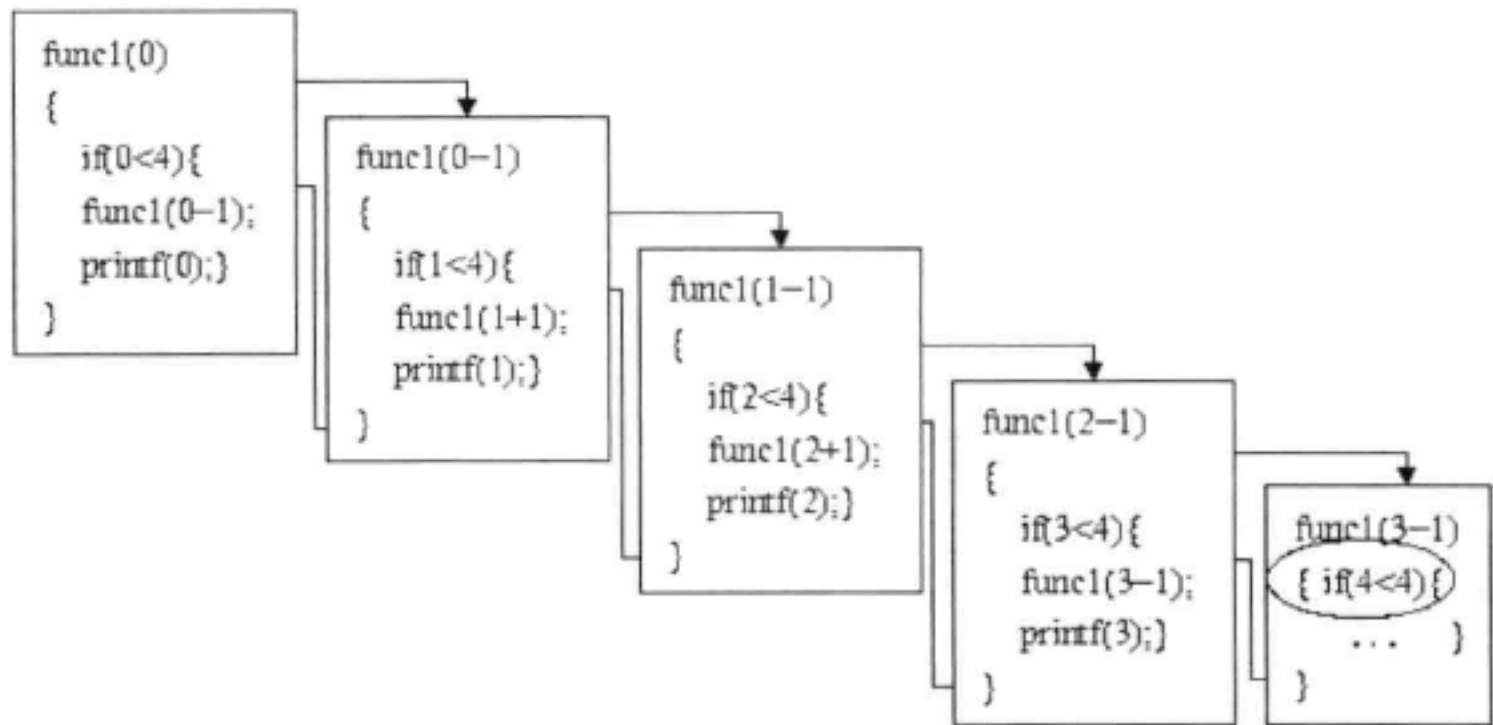 func1(0)
{
if(0<4){
func1(0−1);
printf(0);}
}
func1(0−1)
{
if(1<4){
func1(1+1);
printf(1);}
}
func1(1−1)
{
if(2<4){
func1(2+1);
printf(2);}
}
func1(2−1)
{
if(3<4){
func1(3−1);
printf(3);}
}
func1(3−1)
{ if(4<4){
... }
}